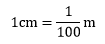 1cm = 1/100 m